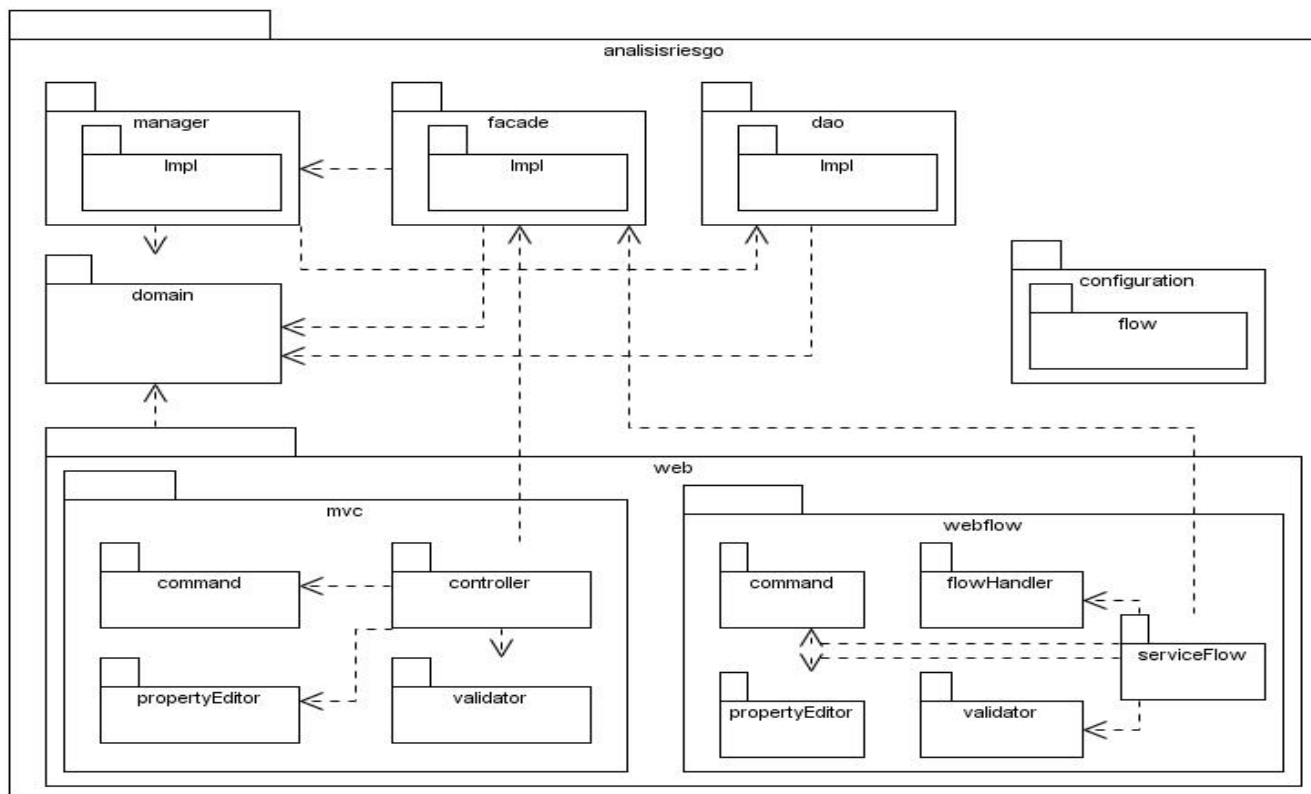 analisisriesgo
manager
facade
dao
Impl
Impl
Impl
domain
configuration
flow
web
mvc
webflow
command
controller
command
flowHandler
serviceFlow
propertyEditor
validator
propertyEditor
validator